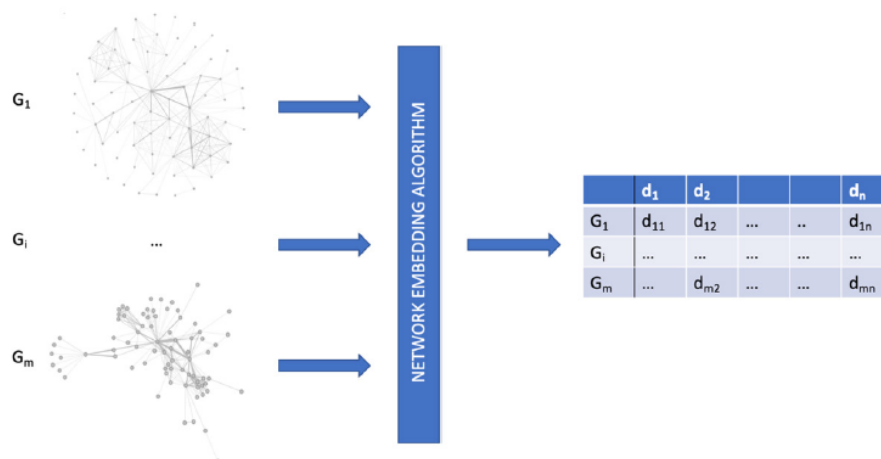 G1
Gi
...
Gm
NETWORK EMBEDDING ALGORITHM
d1 d2 dn
G1 d11 d12 ... .. d1n
Gi ... ... ... ... ...
Gm ... dm2 ... ... dmn